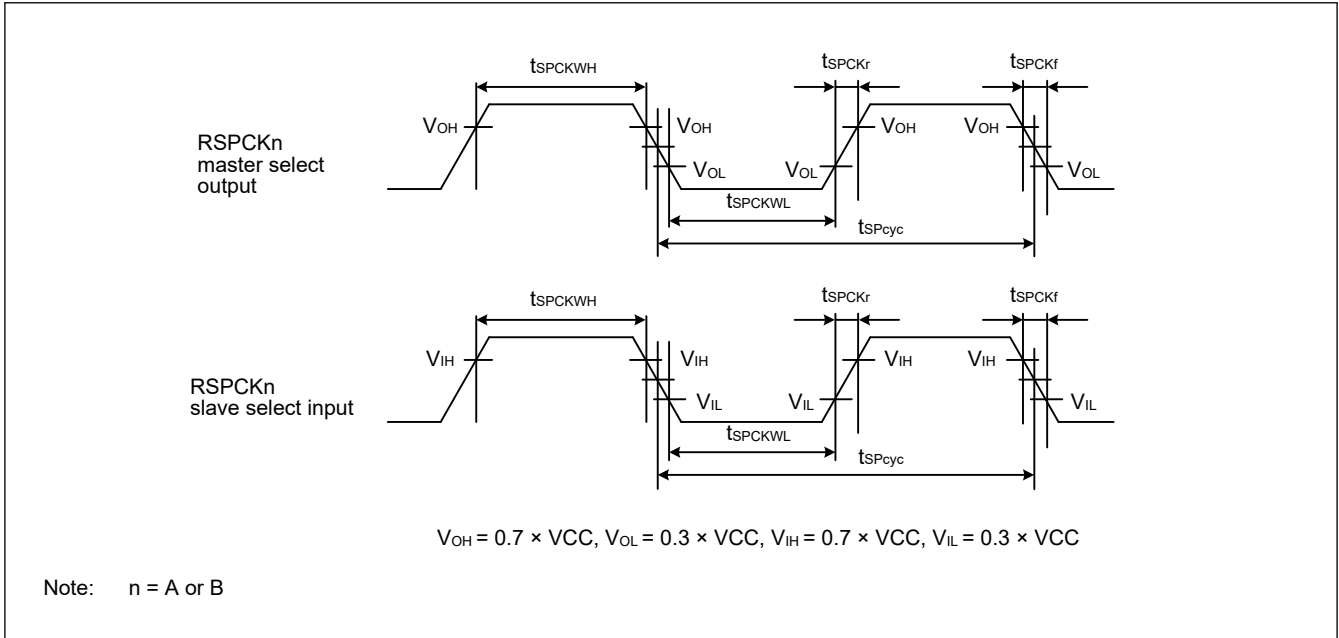 tSPCKWH
tSPCKr
tSPCKf
VOH
VOH
VOH
VOH
RSPCKn
master select
output
VOL
VOL
VOL
tSPCKWL
tSPcyc
tSPCKWH
tSPCKr
tSPCKf
VIH
VIH
VIH
VIH
RSPCKn
slave select input
VIL
VIL
VIL
tSPCKWL
tSPcyc
VOH = 0.7 × VCC, VOL = 0.3 × VCC, VIH = 0.7 × VCC, VIL = 0.3 × VCC
Note: n = A or B